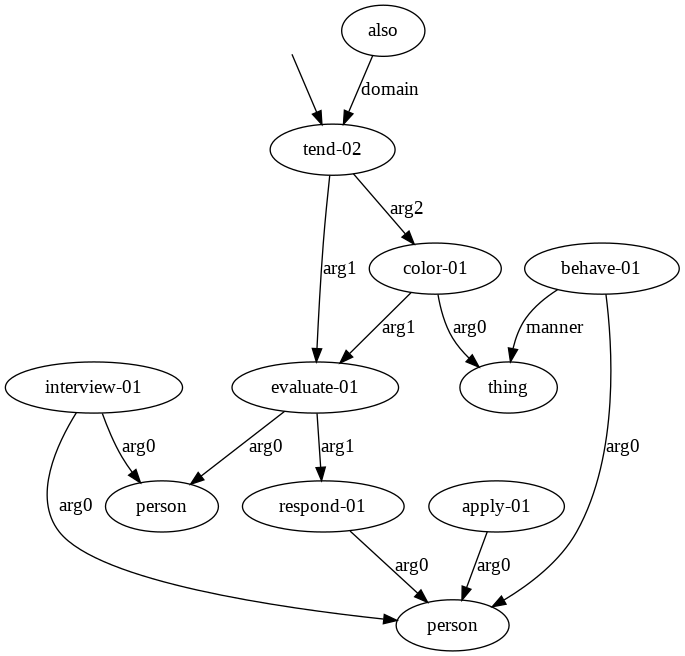 also
domain
tend-02
arg2
color-01
behave-01
arg1
arg1
arg0
manner
interview-01
evaluate-01
thing
arg0
arg0
arg1
arg0
person
respond-01
apply-01
arg0
arg0
arg0
person